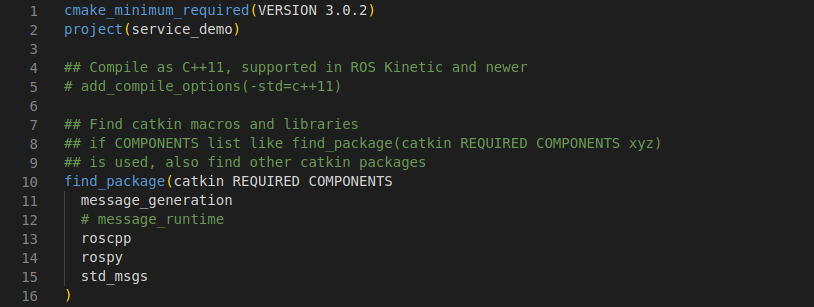 1 cmake_minimum_required(VERSION 3.0.2)
2 project(service_demo)
3
4 ## Compile as C++11, supported in ROS Kinetic and newer
5 # add_compile_options(-std=c++11)
6
7 ## Find catkin macros and libraries
8 ## if COMPONENTS list like find_package(catkin REQUIRED COMPONENTS xyz)
9 ## is used, also find other catkin packages
10 find_package(catkin REQUIRED COMPONENTS
11   message_generation
12   # message_runtime
13   roscpp
14   rospy
15   std_msgs
16 )